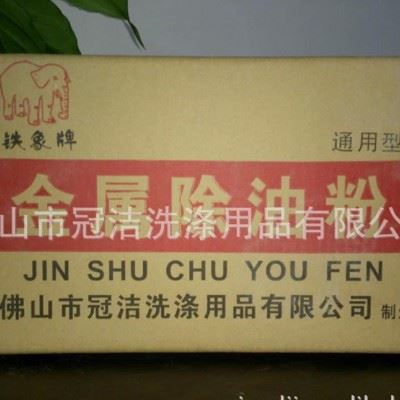 铁象牌
通用型
金属除油粉
山市冠洁洗涤用品有限公
JIN SHU CHU YOU FEN
佛山市冠洁洗涤用品有限公司 制